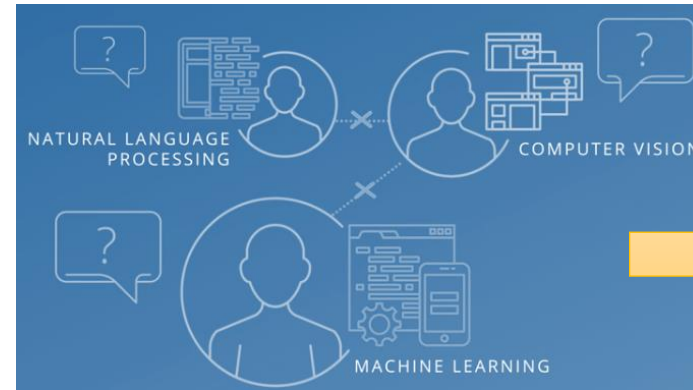 ?
?
NATURAL LANGUAGE
PROCESSING
COMPUTER VISION
?
MACHINE LEARNING